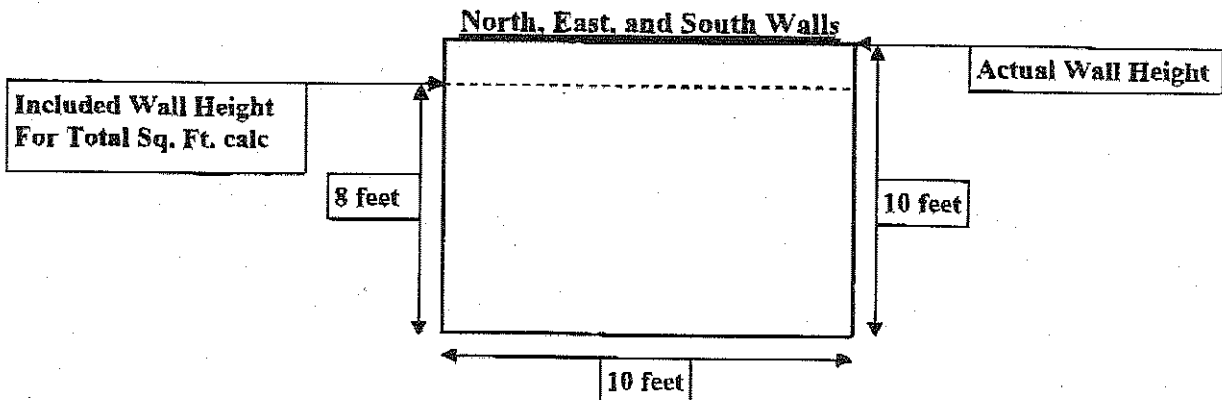 North, East, and South Walls
Actual Wall Height
Included Wall Height
For Total Sq. Ft. calc
8 feet
10 feet
10 feet